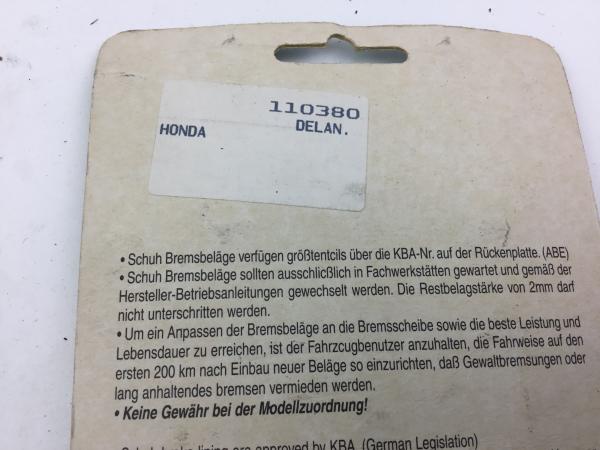 110380
HONDA DELAN.
• Schuh Bremsbeläge verfügen größtentcils über die KBA-Nr. auf der Rückenplatte. (ABE)
• Schuh Bremsbeläge sollten ausschlicßlich in Fachwerkstätten gewartet und gemäß der
Hersteller-Betriebsanleitungen gewechselt werden. Die Restbelagstärke von 2mm darf
nicht unterschritten werden.
• Um ein Anpassen der Bremsbeläge an die Bremsscheibe sowie die beste Leistung und
Lebensdauer zu erreichen, ist der Fahrzcugbenutzer anzuhalten, die Fahrweise auf den
ersten 200 km nach Einbau neuer Beläge so einzurichten, daß Gewaltbremsungen oder
lang anhaltendes bremsen vermieden werden.
• Keine Gewähr bei der Modellzuordnung!
lining are approved by KBA. (German Legislation)